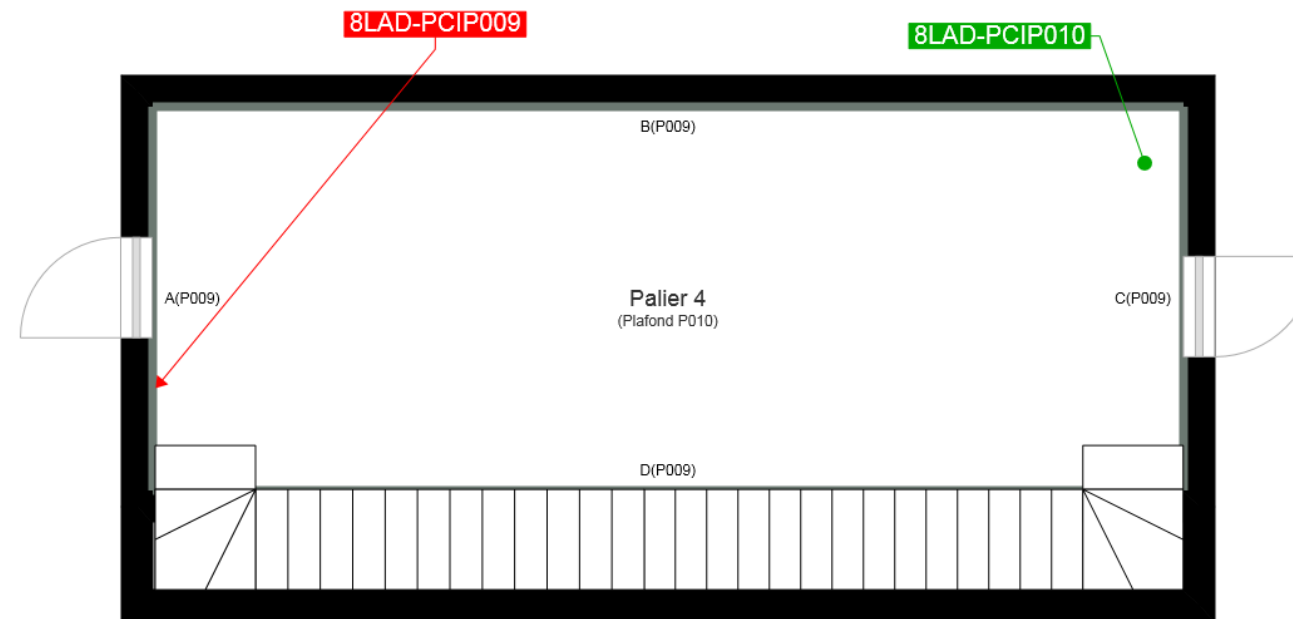 8LAD-PCIP009
8LAD-PCIP010
B(P009)
A(P009)
Palier 4
(Plafond P010)
C(P009)
D(P009)